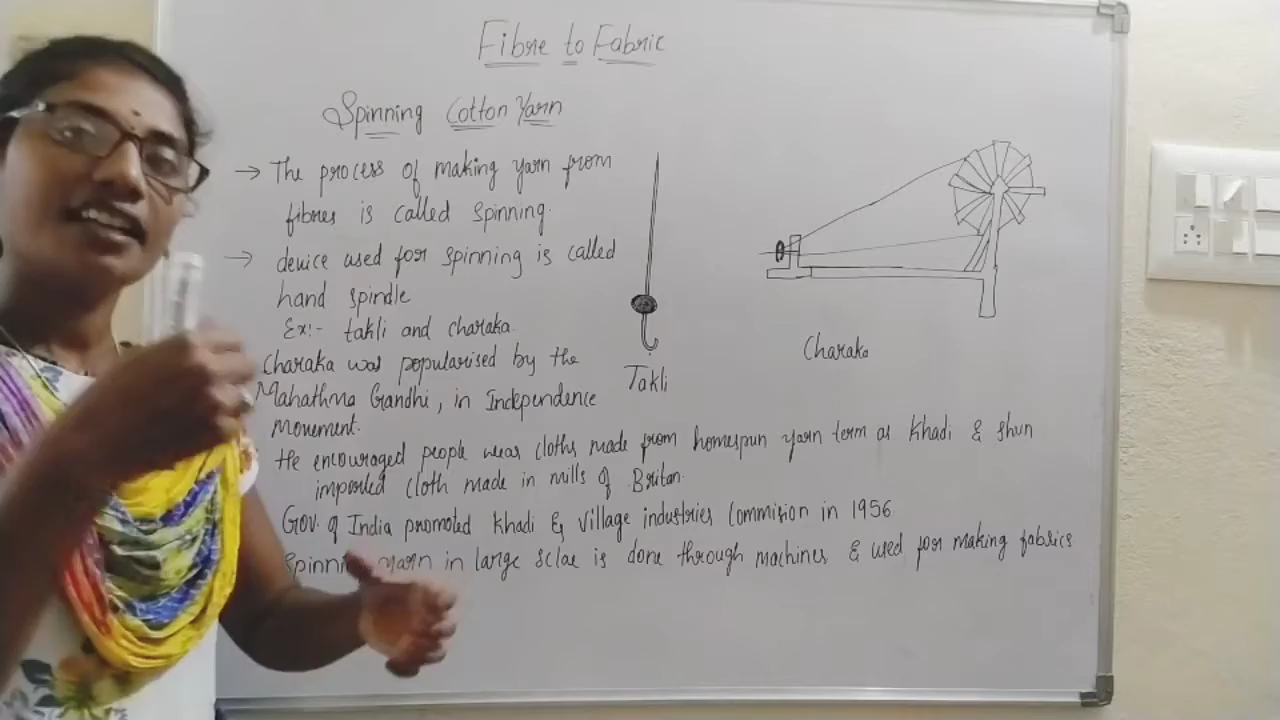 Fibre to Fabric
Spinning Cotton Yarn
→ The process of making yarn from
fibres is called spinning.
→ device used for spinning is called
hand spindle
Ex:- takli and charaka.
Charaka was popularised by the
Mahathma Gandhi, in Independence
Movement.
He encouraged people wear cloths made from homespun yarn term as Khadi & shun
imported cloth made in mills of Britan.
Gov. of India promoted Khadi & Village industries Commision in 1956
Spinning yarn in large sclae is done through machines & used for making fabrics
Takli
Charaka